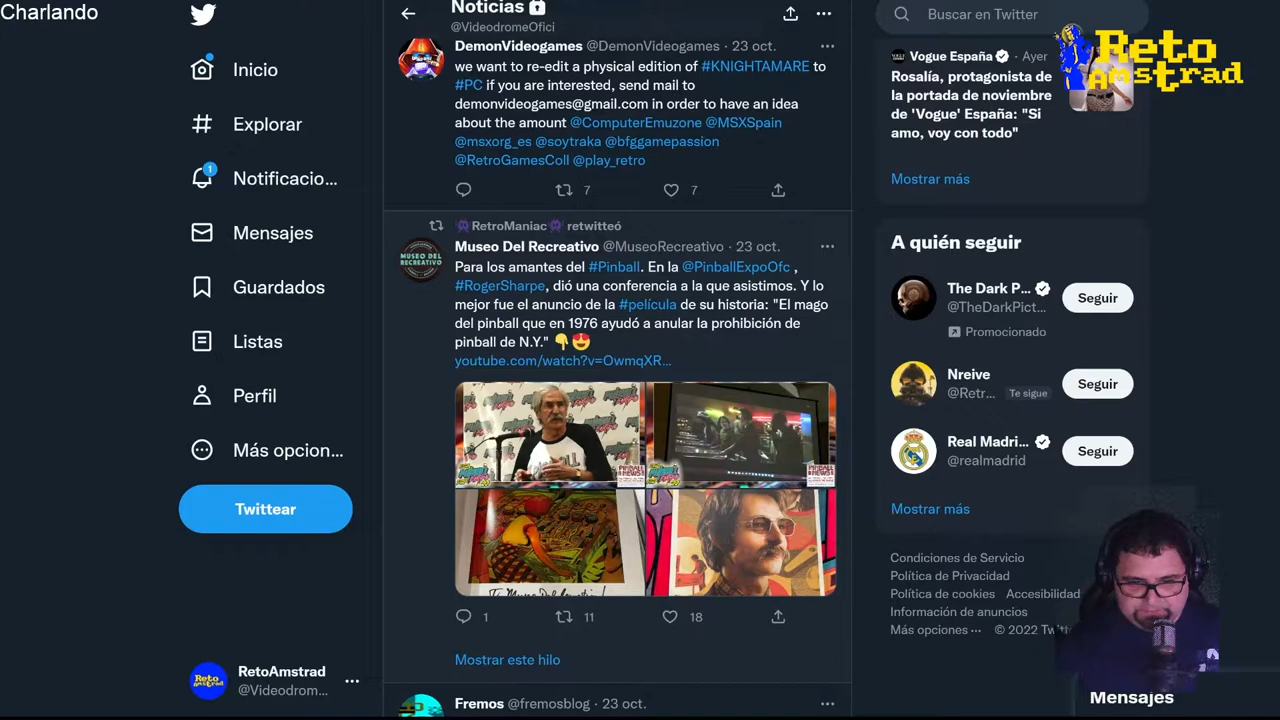 Charlando
Inicio
Explorar
1
Notificacio...
Mensajes
Guardados
Listas
Perfil
Más opcion...
Twittear
RetoAmstrad
@Videodrom...
Noticias
@VideodromeOfici
DemonVideogames @DemonVideogames · 23 oct.
we want to re-edit a physical edition of #KNIGHTAMARE to
#PC if you are interested, send mail to
demonvideogames@gmail.com in order to have an idea
about the amount @ComputerEmuzone @MSXSpain
@msxorg_es @soytraka @bfggamepassion
@RetroGamesColl @play_retro
7
7
RetroManiac retwitteó
MUSEO DEL
RECREATIVO
Museo Del Recreativo @MuseoRecreativo · 23 oct.
Para los amantes del #Pinball. En la @PinballExpoOfc ,
#RogerSharpe, dió una conferencia a la que asistimos. Y lo
mejor fue el anuncio de la #película de su historia: "El mago
del pinball que en 1976 ayudó a anular la prohibición de
pinball de N.Y."
youtube.com/watch?v=OwmqXR...
1
11
18
Mostrar este hilo
Fremos @fremosblog · 23 oct.
Buscar en Twitter
Reto
Amstrad
Vogue España · Ayer
Rosalía, protagonista de
la portada de noviembre
de 'Vogue' España: "Si
amo, voy con todo"
Mostrar más
A quién seguir
The Dark P...
@TheDarkPict...
Promocionado
Seguir
Nreive
@Retr...
Te sigue
Seguir
Real Madri...
@realmadrid
Seguir
Mostrar más
Condiciones de Servicio
Política de Privacidad
Política de cookies
Accesibilidad
Información de anuncios
Más opciones ···
© 2022 Twitt
Mensajes